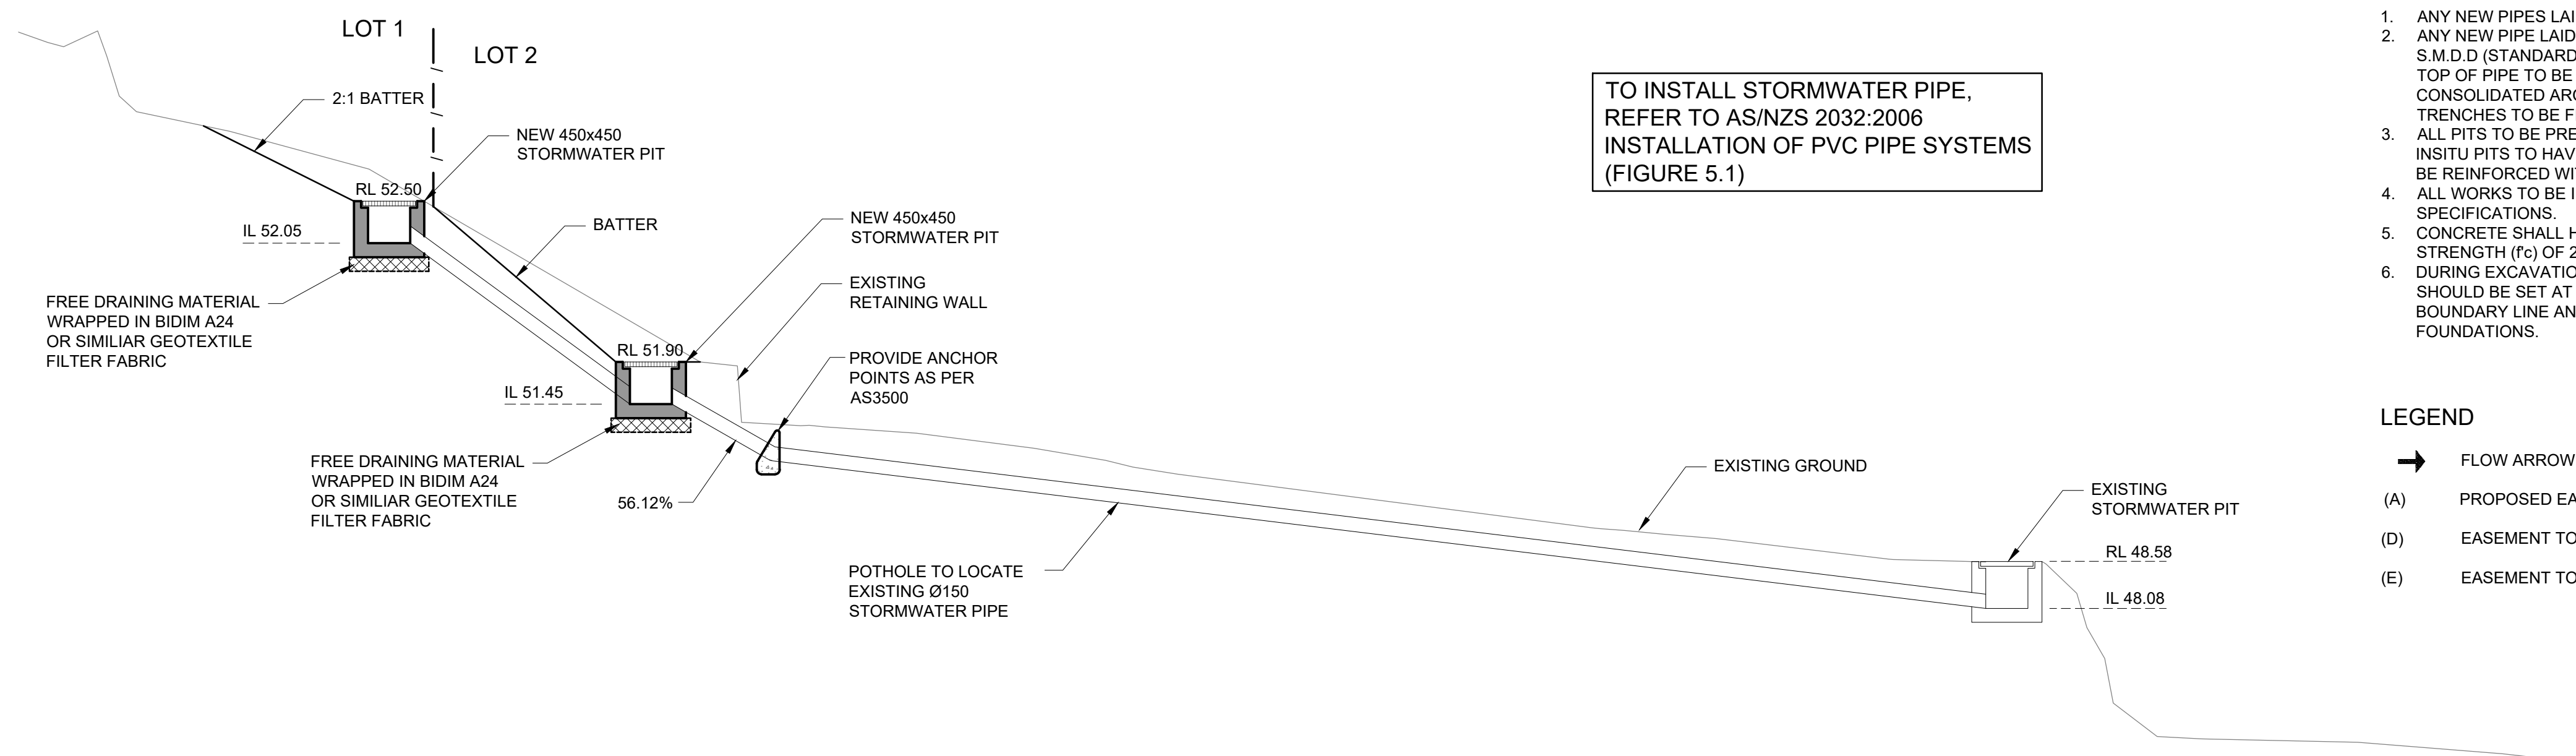 LOT 1
LOT 2
2:1 BATTER
NEW 450x450
STORMWATER PIT
RL 52.50
IL 52.05
BATTER
FREE DRAINING MATERIAL
WRAPPED IN BIDIM A24
OR SIMILIAR GEOTEXTILE
FILTER FABRIC
NEW 450x450
STORMWATER PIT
EXISTING
RETAINING WALL
RL 51.90
IL 51.45
PROVIDE ANCHOR
POINTS AS PER
AS3500
FREE DRAINING MATERIAL
WRAPPED IN BIDIM A24
OR SIMILIAR GEOTEXTILE
FILTER FABRIC
56.12%
POTHOLE TO LOCATE
EXISTING Ø150
STORMWATER PIPE
TO INSTALL STORMWATER PIPE,
REFER TO AS/NZS 2032:2006
INSTALLATION OF PVC PIPE SYSTEMS
(FIGURE 5.1)
EXISTING GROUND
EXISTING
STORMWATER PIT
RL 48.58
IL 48.08
1. ANY NEW PIPES LAI
2. ANY NEW PIPE LAID
S.M.D.D (STANDARD
TOP OF PIPE TO BE
CONSOLIDATED ARO
TRENCHES TO BE F
3. ALL PITS TO BE PRE
INSITU PITS TO HAV
BE REINFORCED WI
4. ALL WORKS TO BE I
SPECIFICATIONS.
5. CONCRETE SHALL H
STRENGTH (f'c) OF 2
6. DURING EXCAVATIO
SHOULD BE SET AT
BOUNDARY LINE AN
FOUNDATIONS.
LEGEND
FLOW ARROW
(A) PROPOSED EA
(D) EASEMENT TO
(E) EASEMENT TO